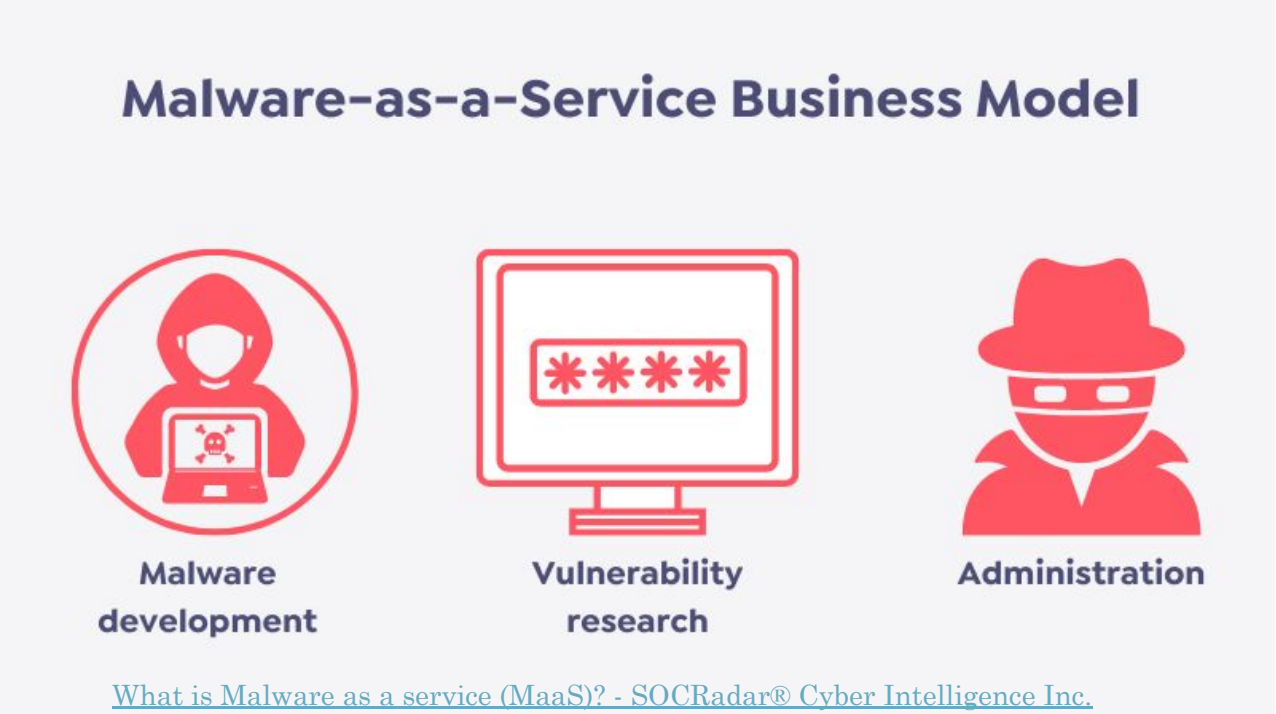 Malware-as-a-Service Business Model
Malware
development
Vulnerability
research
Administration
What is Malware as a service (MaaS)? - SOCRadar® Cyber Intelligence Inc.